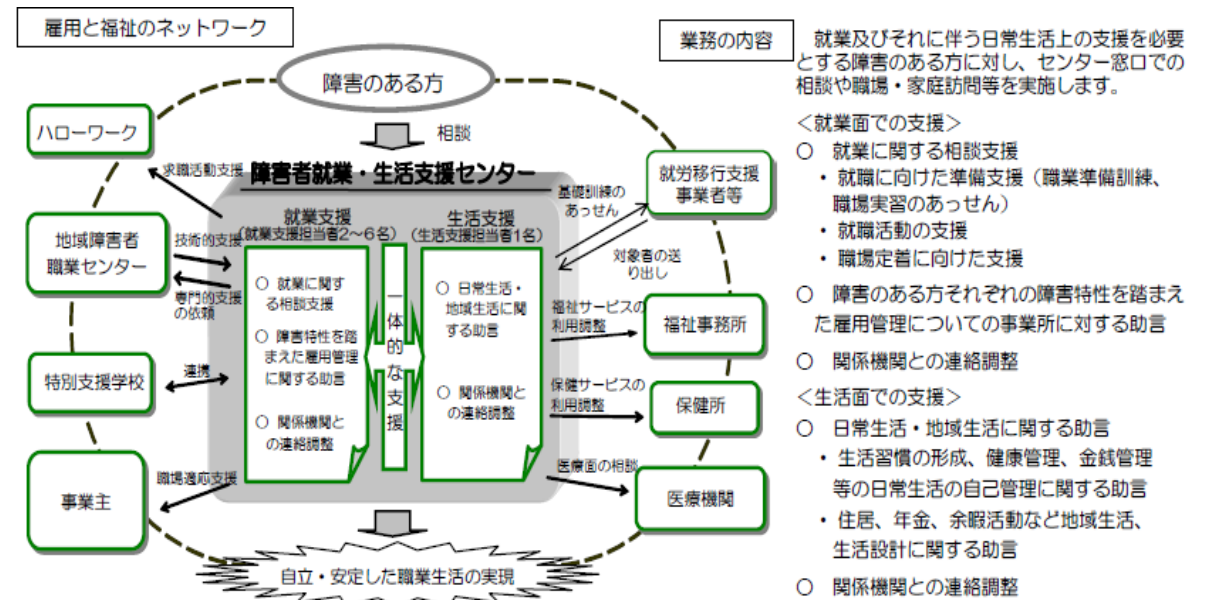 雇用と福祉のネットワーク
障害のある方
相談
ハローワーク
求職活動支援
地域障害者
職業センター
技術的支援
専門的支援
の依頼
特別支援学校
連携
事業主
職場適応支援
障害者就業・生活支援センター
就業支援
(就業支援担当者2～6名)
○ 就業に関す
る相談支援
○ 障害特性を踏
まえた雇用管理
に関する助言
○ 関係機関と
の連絡調整
一体的な支援
生活支援
(生活支援担当者1名)
○ 日常生活・
地域生活に関
する助言
○ 関係機関と
の連絡調整
基礎訓練の
あっせん
就労移行支援
事業者等
対象者の送
り出し
福祉サービスの
利用調整
福祉事務所
保健サービスの
利用調整
保健所
医療面の相談
医療機関
自立・安定した職業生活の実現
業務の内容
就業及びそれに伴う日常生活上の支援を必要
とする障害のある方に対し、センター窓口での
相談や職場・家庭訪問等を実施します。
＜就業面での支援＞
○ 就業に関する相談支援
・就職に向けた準備支援（職業準備訓練、
職場実習のあっせん）
・就職活動の支援
・職場定着に向けた支援
○ 障害のある方それぞれの障害特性を踏まえ
た雇用管理についての事業所に対する助言
○ 関係機関との連絡調整
＜生活面での支援＞
○ 日常生活・地域生活に関する助言
・生活習慣の形成、健康管理、金銭管理
等の日常生活の自己管理に関する助言
・住居、年金、余暇活動など地域生活、
生活設計に関する助言
○ 関係機関との連絡調整